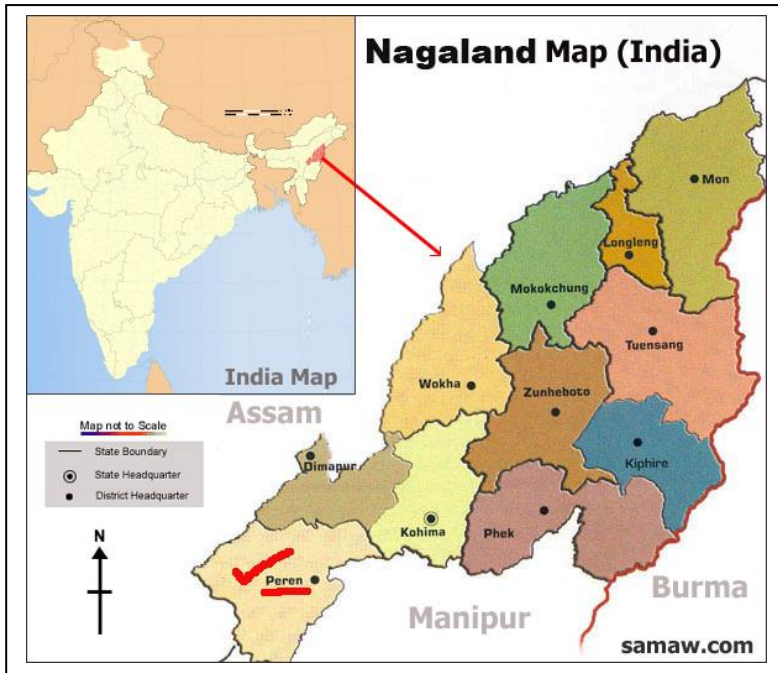 Nagaland Map (India)
Mon
Longleng
Mokokchung
Tuensang
India Map
Wokha
Zunheboto
Assam
Map not to Scale
State Boundary
Dimapur
Kiphire
State Headquarter
District Headquarter
Kohima
Phek
N
Peren
Burma
Manipur
samaw.com